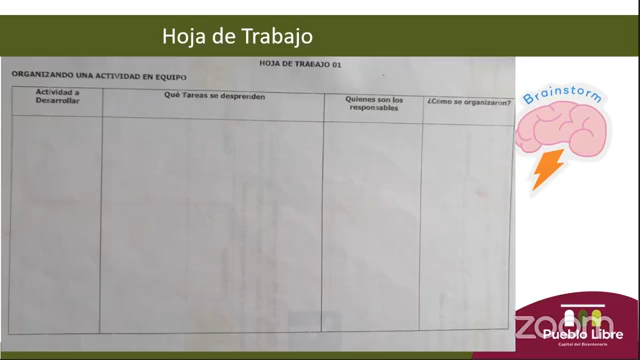 Hoja de Trabajo
HOJA DE TRABAJO 01
ORGANIZANDO UNA ACTIVIDAD EN EQUIPO
Actividad a
Desarrollar
Qué Tareas se desprenden
Quienes son los
responsables
¿Como se organizaron?
Brainstorm
Pueblo Libre
Capital del Bicentenario
zoom